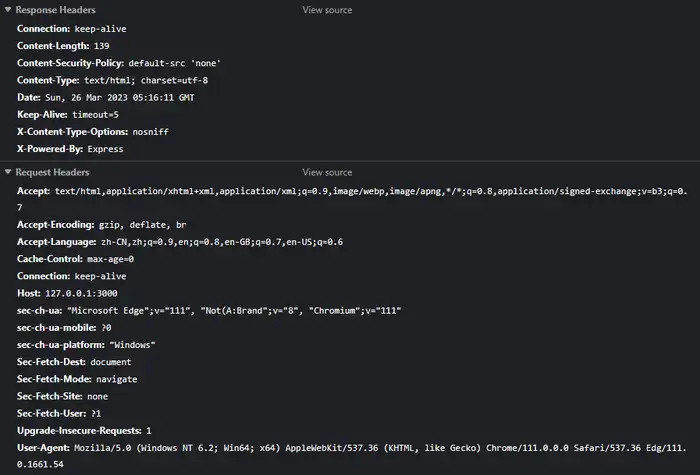 Response Headers View source
Connection: keep-alive
Content-Length: 139
Content-Security-Policy: default-src 'none'
Content-Type: text/html; charset=utf-8
Date: Sun, 26 Mar 2023 05:16:11 GMT
Keep-Alive: timeout=5
X-Content-Type-Options: nosniff
X-Powered-By: Express
Request Headers View source
Accept: text/html,application/xhtml+xml,application/xml;q=0.9,image/webp,image/apng,*/*;q=0.8,application/signed-exchange;v=b3;q=0.
7
Accept-Encoding: gzip, deflate, br
Accept-Language: zh-CN,zh;q=0.9,en;q=0.8,en-GB;q=0.7,en-US;q=0.6
Cache-Control: max-age=0
Connection: keep-alive
Host: 127.0.0.1:3000
sec-ch-ua: "Microsoft Edge";v="111", "Not(A:Brand";v="8", "Chromium";v="111"
sec-ch-ua-mobile: ?0
sec-ch-ua-platform: "Windows"
Sec-Fetch-Dest: document
Sec-Fetch-Mode: navigate
Sec-Fetch-Site: none
Sec-Fetch-User: ?1
Upgrade-Insecure-Requests: 1
User-Agent: Mozilla/5.0 (Windows NT 6.2; Win64; x64) AppleWebKit/537.36 (KHTML, like Gecko) Chrome/111.0.0.0 Safari/537.36 Edg/111.
0.1661.54